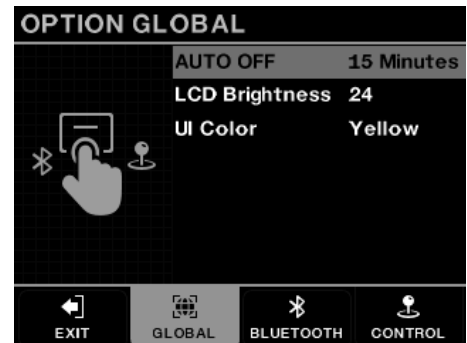 OPTION GLOBAL
AUTO OFF 15 Minutes
LCD Brightness 24
UI Color Yellow
EXIT GLOBAL BLUETOOTH CONTROL